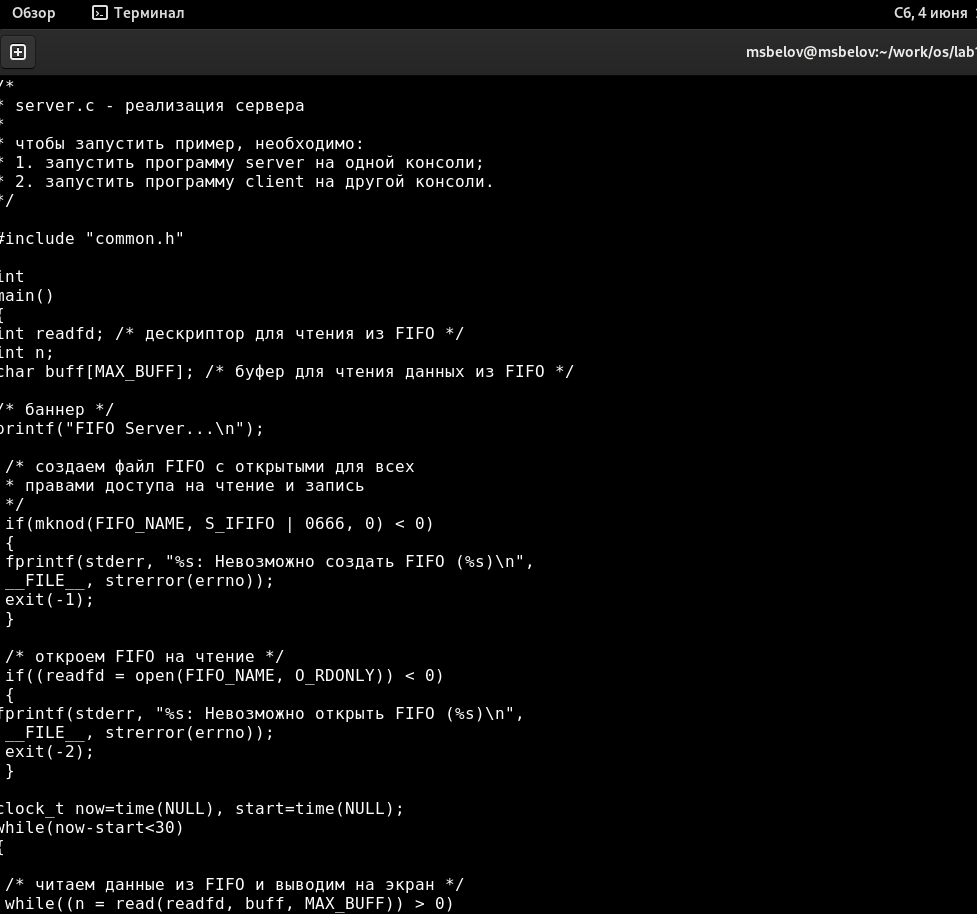 Обзор
Терминал
Сб, 4 июня
msbelov@msbelov:~/work/os/lab
/*
* server.c - реализация сервера
*
* чтобы запустить пример, необходимо:
* 1. запустить программу server на одной консоли;
* 2. запустить программу client на другой консоли.
*/
#include "common.h"
int
main()
{
int readfd; /* дескриптор для чтения из FIFO */
int n;
char buff[MAX_BUFF]; /* буфер для чтения данных из FIFO */
/* баннер */
printf("FIFO Server...\n");
/* создаем файл FIFO с открытыми для всех
* правами доступа на чтение и запись
*/
if(mknod(FIFO_NAME, S_IFIFO | 0666, 0) < 0)
{
fprintf(stderr, "%s: Невозможно создать FIFO (%s)\n",
__FILE__, strerror(errno));
exit(-1);
}
/* откроем FIFO на чтение */
if((readfd = open(FIFO_NAME, O_RDONLY)) < 0)
{
fprintf(stderr, "%s: Невозможно открыть FIFO (%s)\n",
__FILE__, strerror(errno));
exit(-2);
}
clock_t now=time(NULL), start=time(NULL);
while(now-start<30)
{
/* читаем данные из FIFO и выводим на экран */
while((n = read(readfd, buff, MAX_BUFF)) > 0)